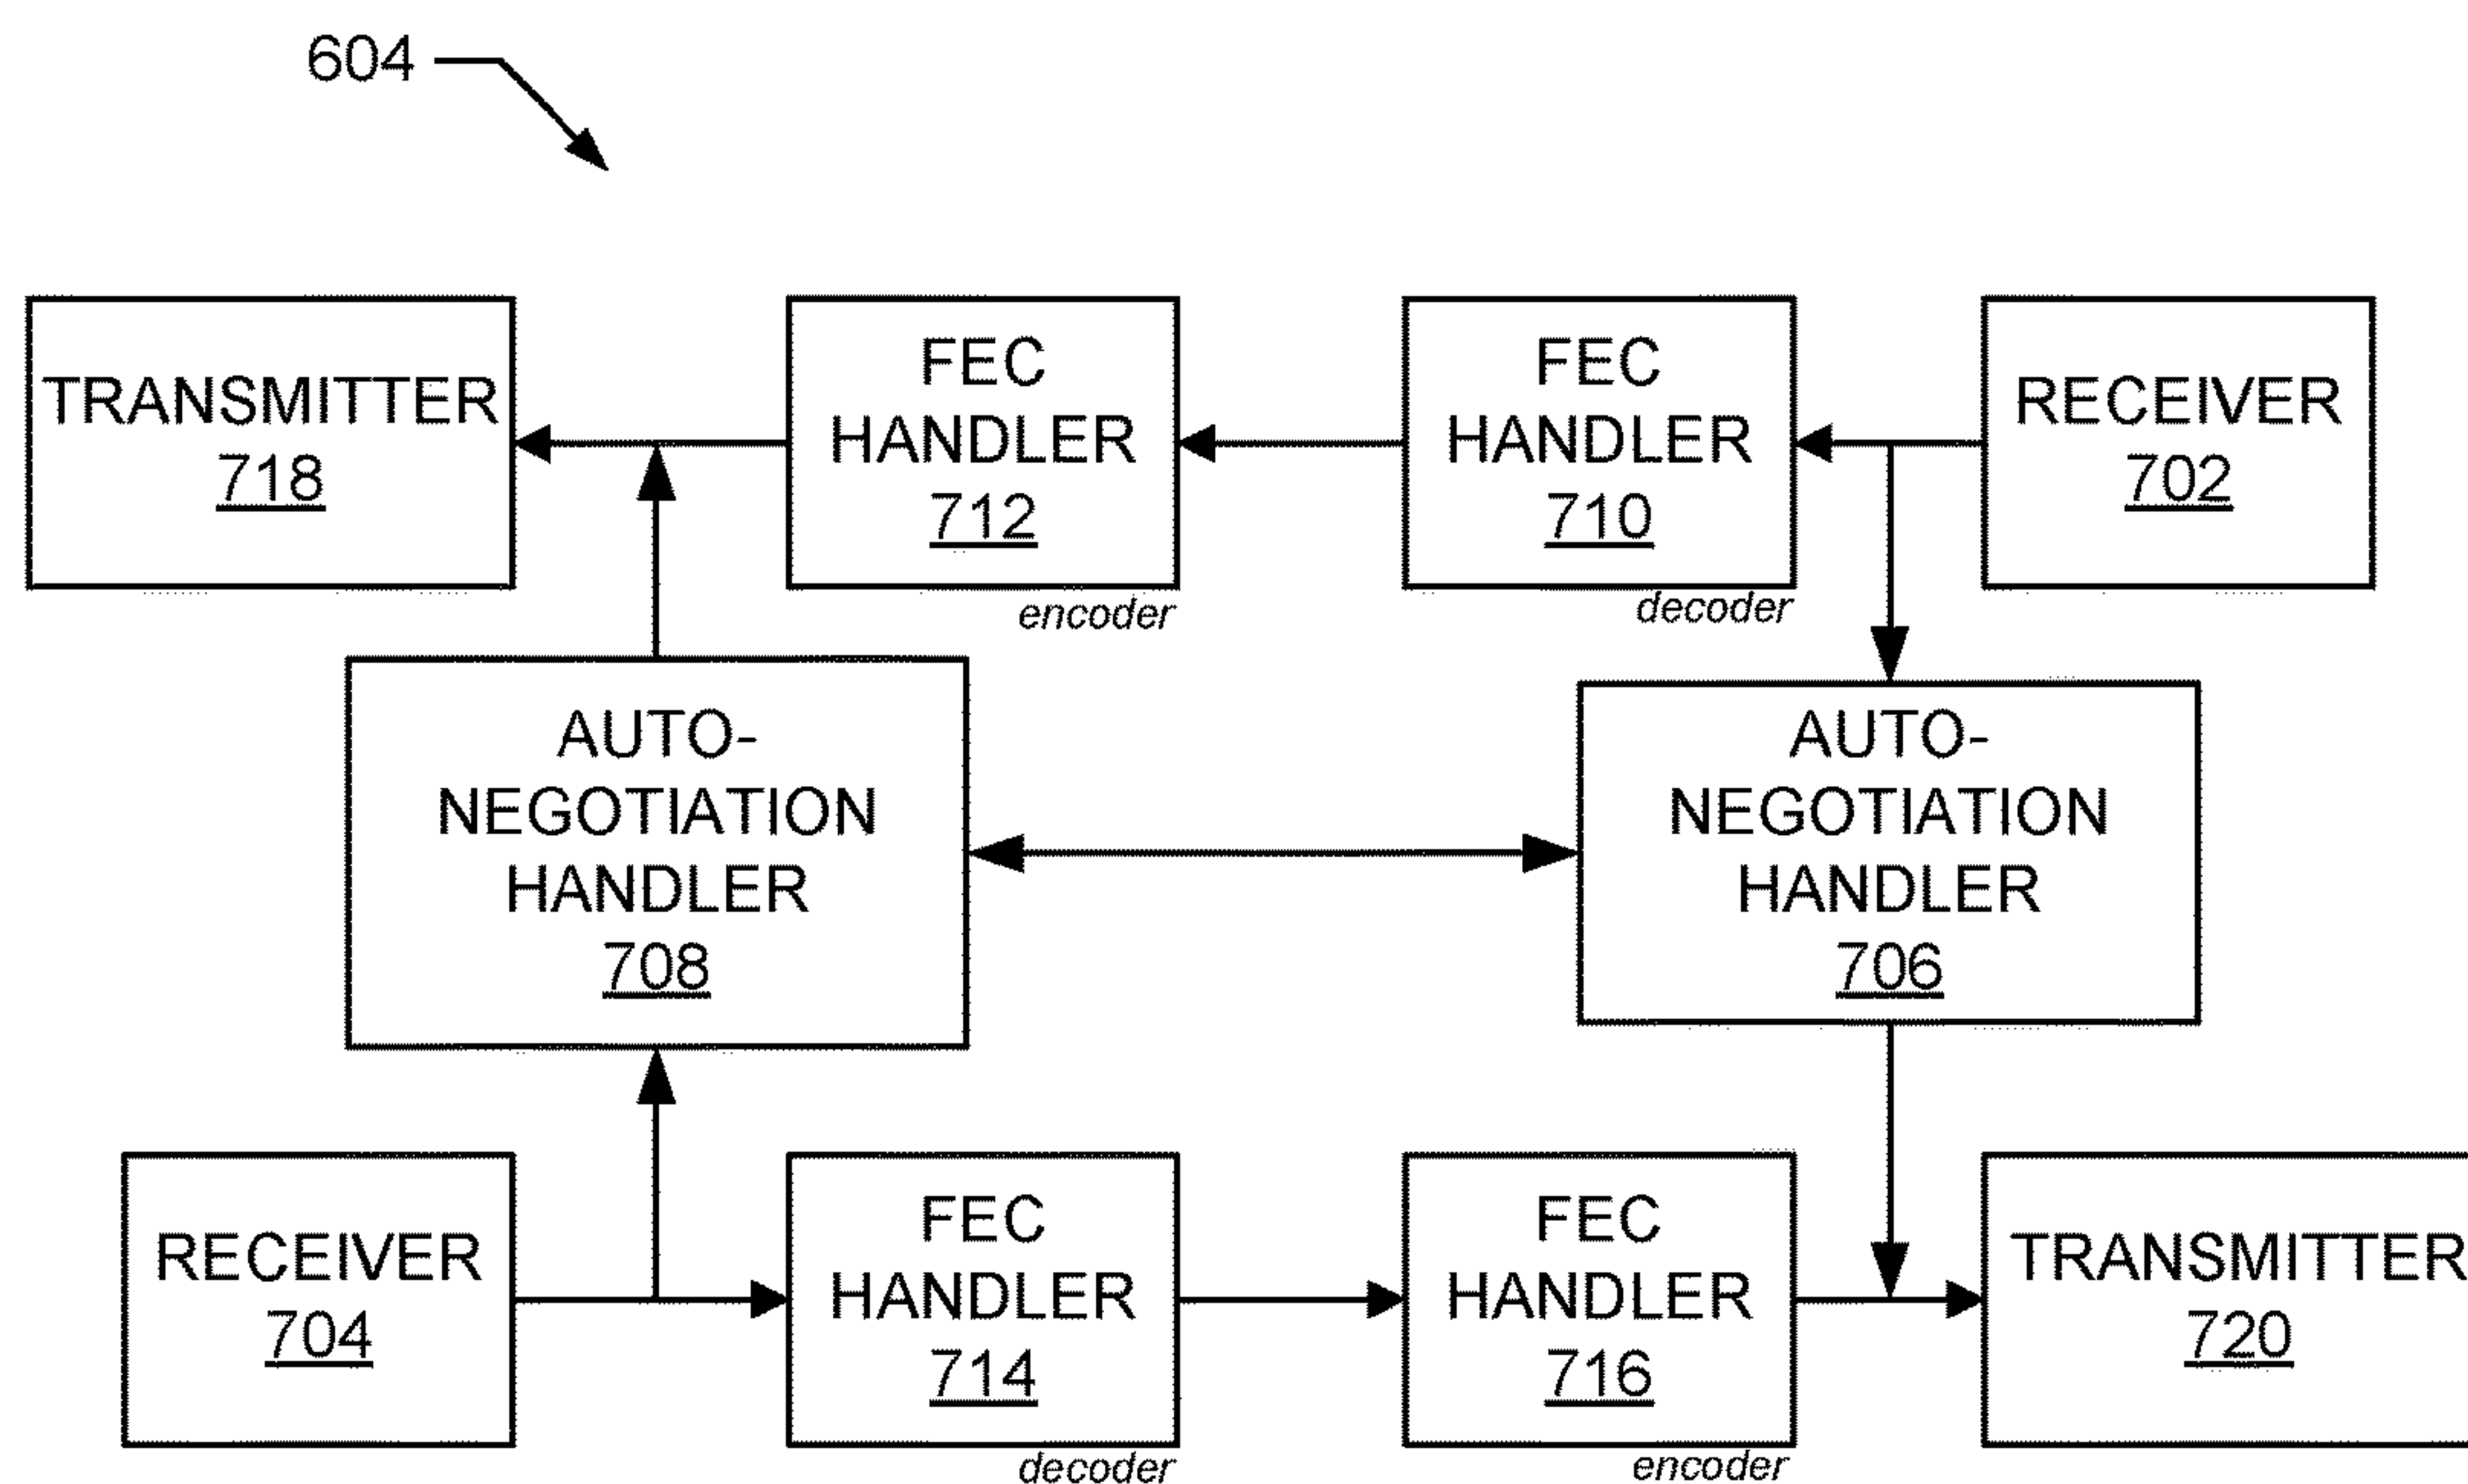 604
TRANSMITTER
718
FEC
HANDLER
712
encoder
FEC
HANDLER
710
decoder
RECEIVER
702
AUTO-
NEGOTIATION
HANDLER
708
AUTO-
NEGOTIATION
HANDLER
706
RECEIVER
704
FEC
HANDLER
714
decoder
FEC
HANDLER
716
encoder
TRANSMITTER
720